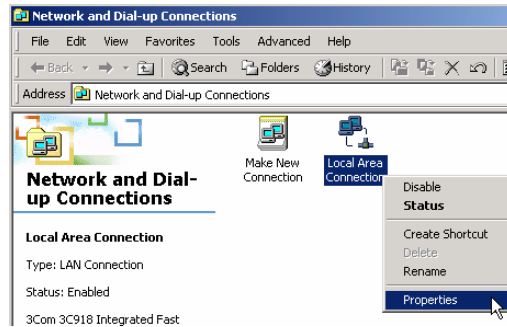 Network and Dial-up Connections
File Edit View Favorites Tools Advanced Help
Back Search Folders History
Address Network and Dial-up Connections
Make New Connection
Local Area Connection
Network and Dial-
up Connections
Local Area Connection
Type: LAN Connection
Status: Enabled
3Com 3C918 Integrated Fast
Disable
Status
Create Shortcut
Delete
Rename
Properties